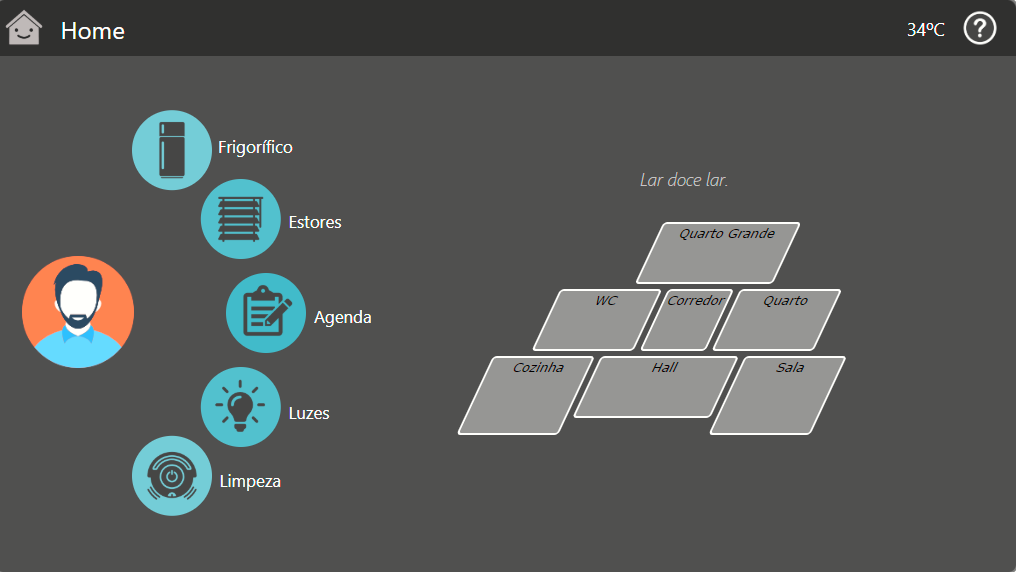 Home
34ºC
?
Frigorífico
Estores
Agenda
Luzes
Limpeza
Lar doce lar.
Quarto Grande
WC
Corredor
Quarto
Cozinha
Hall
Sala